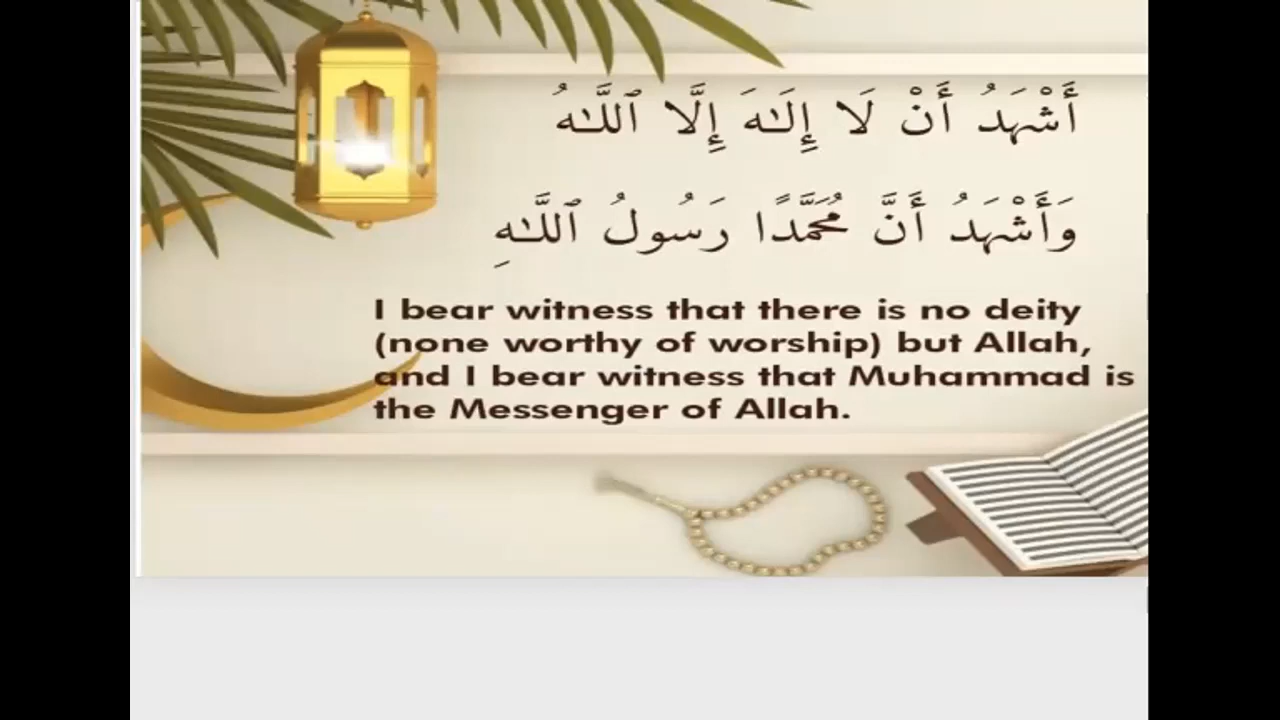 أَشْهَدُ أَنْ لَا إِلَـٰهَ إِلَّا ٱللَّـٰهُ
وَأَشْهَدُ أَنَّ مُحَمَّدًا رَسُولُ ٱللَّـٰهِ
I bear witness that there is no deity
(none worthy of worship) but Allah,
and I bear witness that Muhammad is
the Messenger of Allah.